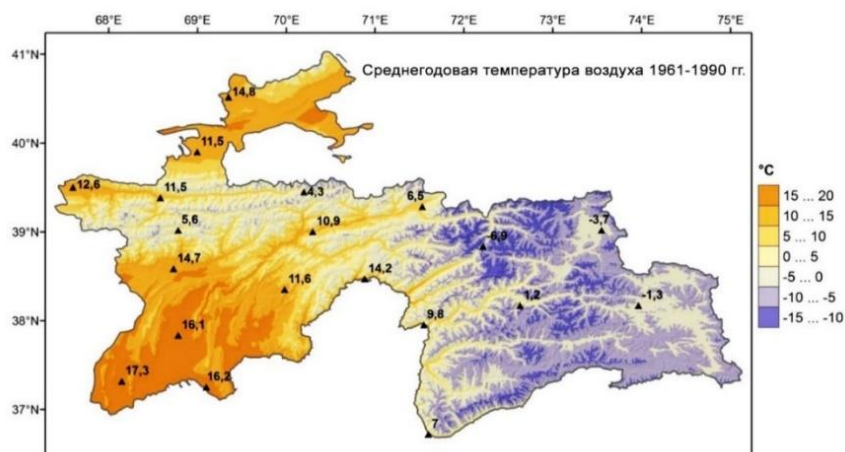 68°E 69°E 70°E 71°E 72°E 73°E 74°E 75°E
41°N
Среднегодовая температура воздуха 1961-1990 гг.
14,8
40°N
11,5
°C
15 ... 20
10 ... 15
5 ... 10
0 ... 5
-5 ... 0
-10 ... -5
-15 ... -10
12,6
11,5
4,3
6,5
5,6
10,9
-3,7
39°N
-6,9
14,7
11,6
14,2
1,2
-1,3
38°N
9,8
16,1
17,3
16,2
37°N
7